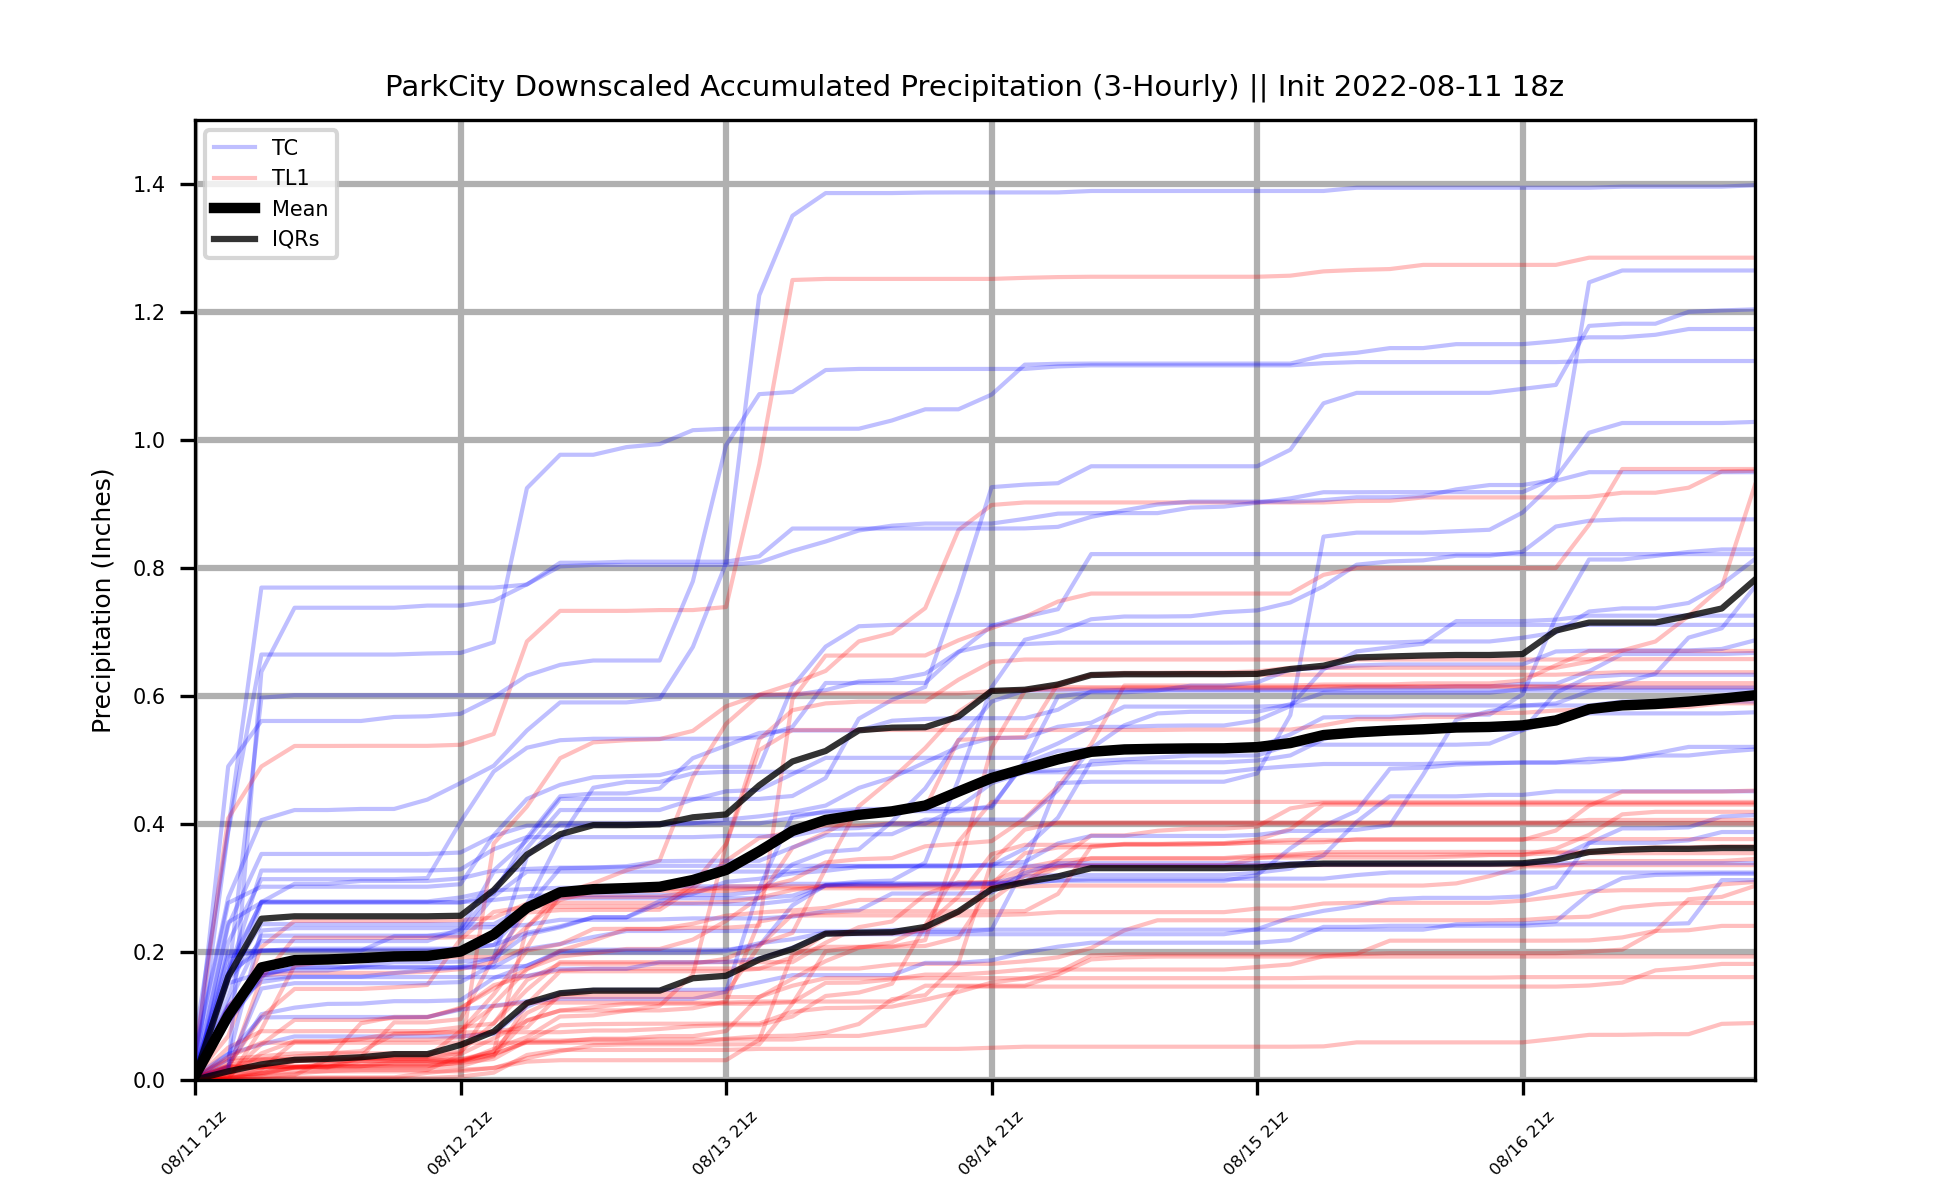 ParkCity Downscaled Accumulated Precipitation (3-Hourly) || Init 2022-08-11 18z
TC
TL1
Mean
IQRs
Precipitation (Inches)
1.4
1.2
1.0
0.8
0.6
0.4
0.2
0.0
08/11 21z
08/12 21z
08/13 21z
08/14 21z
08/15 21z
08/16 21z